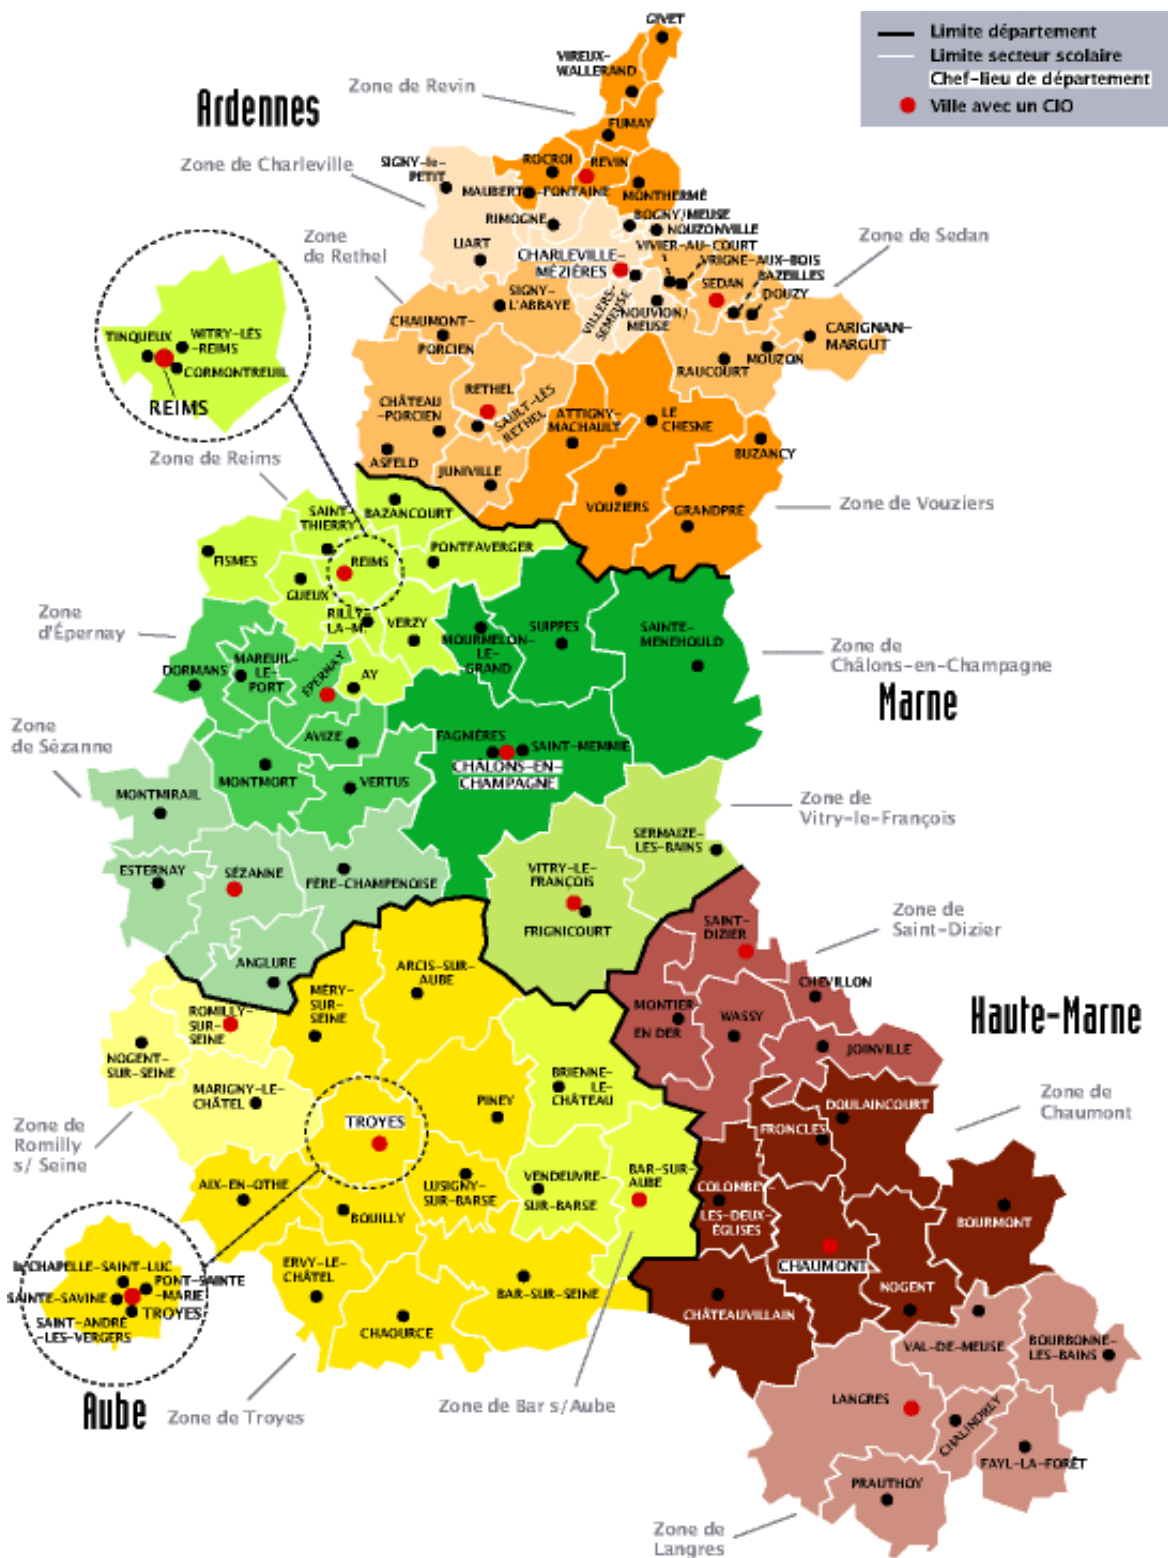 Limite département
Limite secteur scolaire
Chef-lieu de département
Ville avec un CIO
Ardennes
Zone de Revin
Zone de Charleville
Zone
de Rethel
Zone de Sedan
GIVET
VIREUX-
WALLERAND
FUMAY
ROCROI
REVIN
SIGNY-le-
PETIT
MAUBERT-FONTAINE
MONTHERMÉ
RIMOGNE
BOGNY/MEUSE
NOUZONVILLE
LIART
CHARLEVILLE-
MÉZIÈRES
VIVIER-AU-COURT
VRIGNE-AUX-BOIS
BAZEILLES
SEDAN
DOUZY
SIGNY-
L'ABBAYE
VILLERS-
SEMEUSE
NOUVION/
MEUSE
CHAUMONT-
PORCIEN
CARIGNAN-
MARGUT
MOUZON
RAUCOURT
TINQUEUX
WITRY-LÈS
-REIMS
CORMONTREUIL
REIMS
RETHEL
SAULT-LÈS
RETHEL
CHÂTEAU
-PORCIEN
ATTIGNY-
MACHAULT
LE
CHESNE
BUZANCY
ASFELD
JUNIVILLE
VOUZIERS
GRANDPRÉ
Zone de Vouziers
Zone de Reims
SAINT-
THIERRY
BAZANCOURT
FISMES
REIMS
PONTFAVERGER
GUEUX
RILLY-
LA-M.
VERZY
Zone
d'Épernay
MOURMELON-
LE-
GRAND
SUIPPES
SAINTE-
MENEHOULD
Zone de
Châlons-en-Champagne
Marne
DORMANS
MAREUIL-
LE-
PORT
ÉPERNAY
AY
AVIZE
Zone
de Sézanne
FAGNIÈRES
SAINT-MEMMIE
CHÂLONS-EN-
CHAMPAGNE
MONTMORT
VERTUS
MONTMIRAIL
Zone de
Vitry-le-François
SERMAIZE-
LES-BAINS
ESTERNAY
SÉZANNE
FÈRE-CHAMPENOISE
VITRY-LE-
FRANÇOIS
FRIGNICOURT
ANGLURE
Zone de
Saint-Dizier
SAINT-
DIZIER
CHEVILLON
Haute-Marne
ARCIS-SUR-
AUBE
MÉRY-
SUR-
SEINE
ROMILLY-
SUR-
SEINE
NOGENT-
SUR-SEINE
MONTIER
EN DER
WASSY
JOINVILLE
MARIGNY-LE-
CHÂTEL
BRIENNE-
LE-
CHÂTEAU
PINEY
TROYES
Zone de
Romilly
s/ Seine
Zone de
Chaumont
DOULAINCOURT
FRONCLES
AIX-EN-OTHE
LUSIGNY-
SUR-BARSE
VENDEUVRE-
SUR-BARSE
BAR-SUR-
AUBE
COLOMBEY-
LES-DEUX-
ÉGLISES
BOURMONT
BOUILLY
CHAUMONT
NOGENT
ERVY-LE-
CHÂTEL
BAR-SUR-SEINE
CHÂTEAUVILLAIN
CHAOURCE
LA CHAPELLE-SAINT-LUC
PONT-SAINTE
-MARIE
SAINTE-SAVINE
TROYES
SAINT-ANDRÉ
-LES-VERGERS
Aube
Zone de Troyes
Zone de Bar s/Aube
VAL-DE-MEUSE
BOURBONNE-
LES-BAINS
LANGRES
CHALINDREY
FAYL-LA-FORÊT
PRAUTHOY
Zone de
Langres